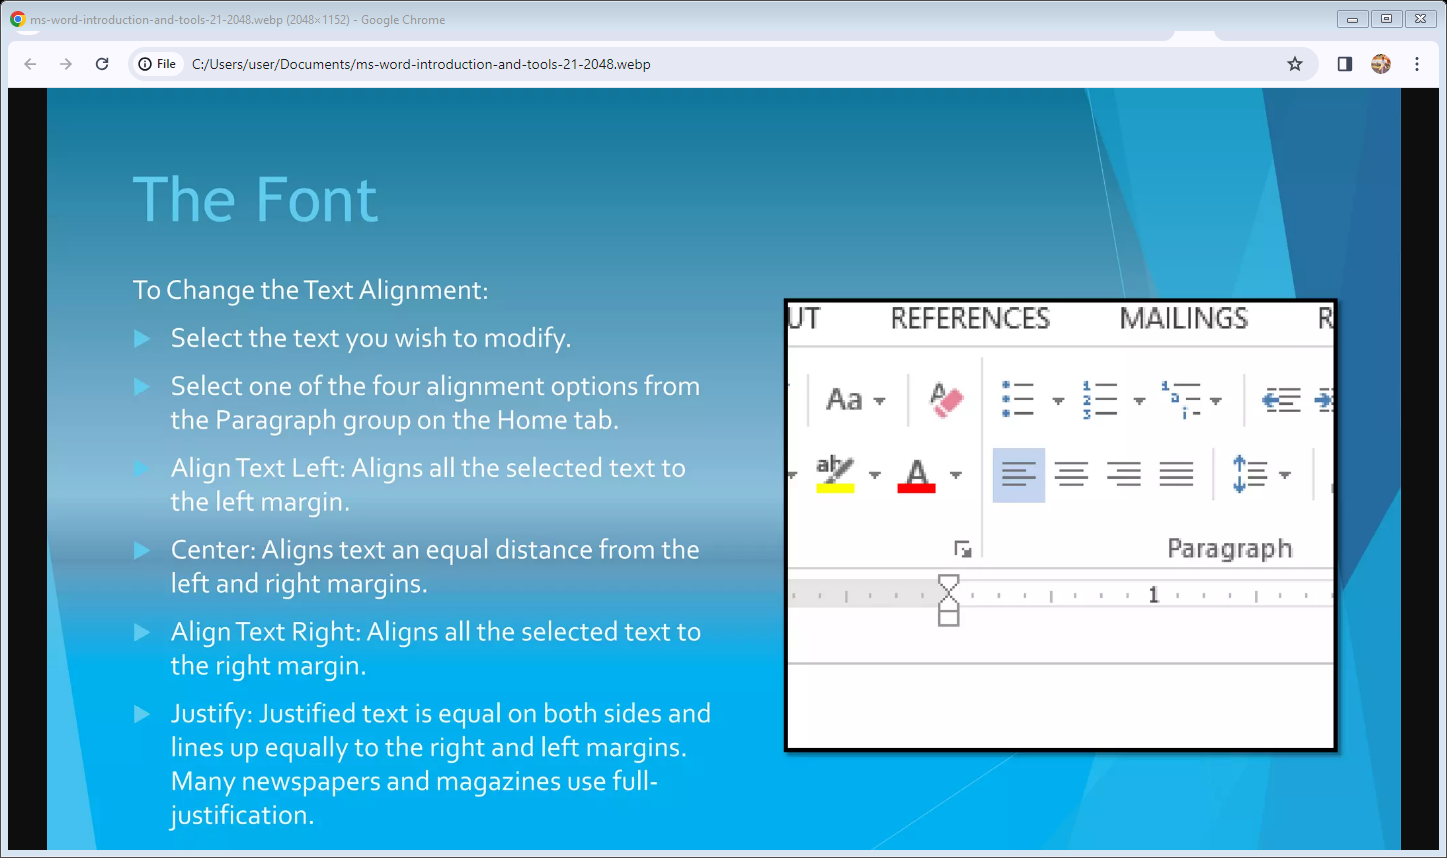 ms-word-introduction-and-tools-21-2048.webp (2048×1152) - Google Chrome
File C:/Users/user/Documents/ms-word-introduction-and-tools-21-2048.webp
The Font
To Change the Text Alignment:
Select the text you wish to modify.
Select one of the four alignment options from
the Paragraph group on the Home tab.
Align Text Left: Aligns all the selected text to
the left margin.
Center: Aligns text an equal distance from the
left and right margins.
Align Text Right: Aligns all the selected text to
the right margin.
Justify: Justified text is equal on both sides and
lines up equally to the right and left margins.
Many newspapers and magazines use full-
justification.
UT REFERENCES MAILINGS R
Aa A 1 2 3 1 a i
ab A
Paragraph
1